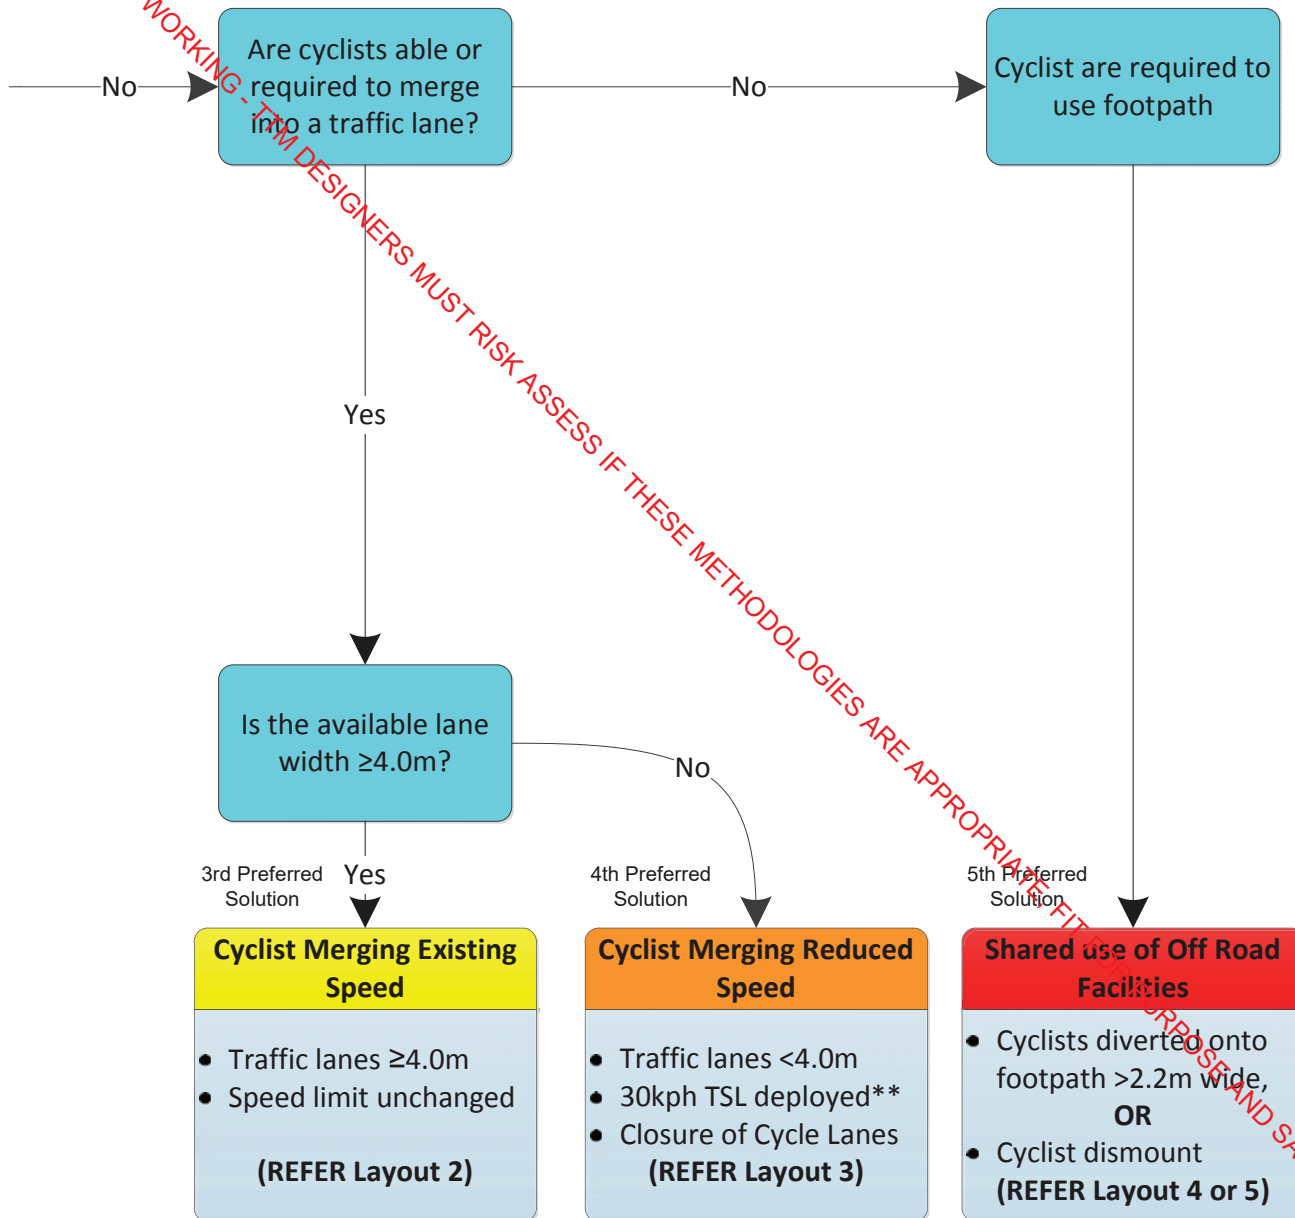 No
Are cyclists able or
required to merge
into a traffic lane?
No
Cyclist are required to
use footpath
Yes
Is the available lane
width ≥4.0m?
No
Yes
3rd Preferred
Solution
4th Preferred
Solution
5th Preferred
Solution
Cyclist Merging Existing
Speed
• Traffic lanes ≥4.0m
• Speed limit unchanged
(REFER Layout 2)
Cyclist Merging Reduced
Speed
• Traffic lanes <4.0m
• 30kph TSL deployed**
• Closure of Cycle Lanes
(REFER Layout 3)
Shared use of Off Road
Facilities
• Cyclists diverted onto
footpath >2.2m wide,
OR
• Cyclist dismount
(REFER Layout 4 or 5)
WORKING - TTM DESIGNERS MUST RISK ASSESS IF THESE METHODOLOGIES ARE APPROPRIATE, FIT FOR PURPOSE AND SA